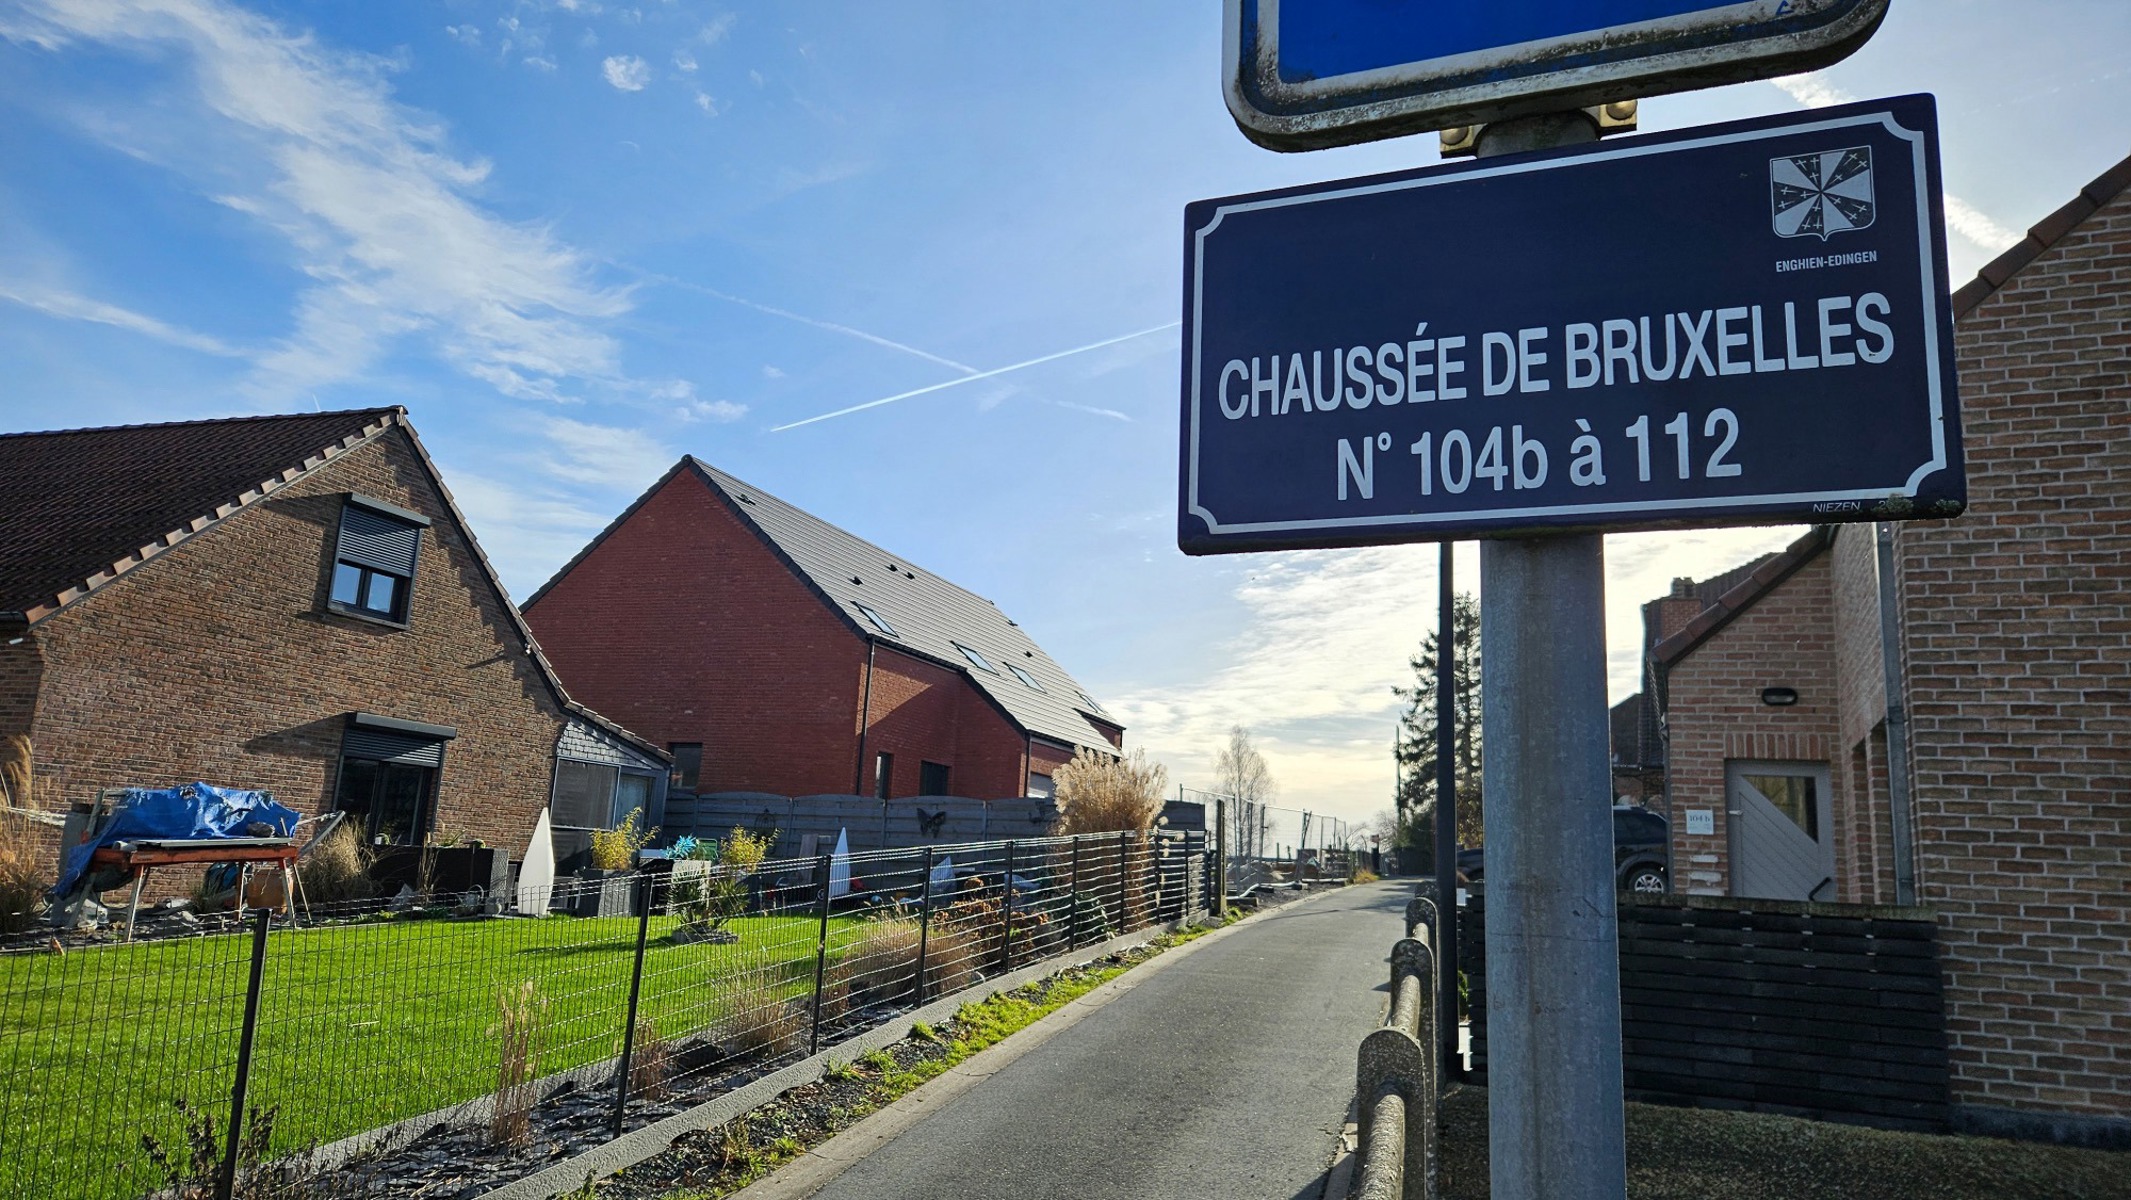 ENGHIEN-EDINGEN
CHAUSSÉE DE BRUXELLES
N° 104b à 112
NIEZEN
104 b